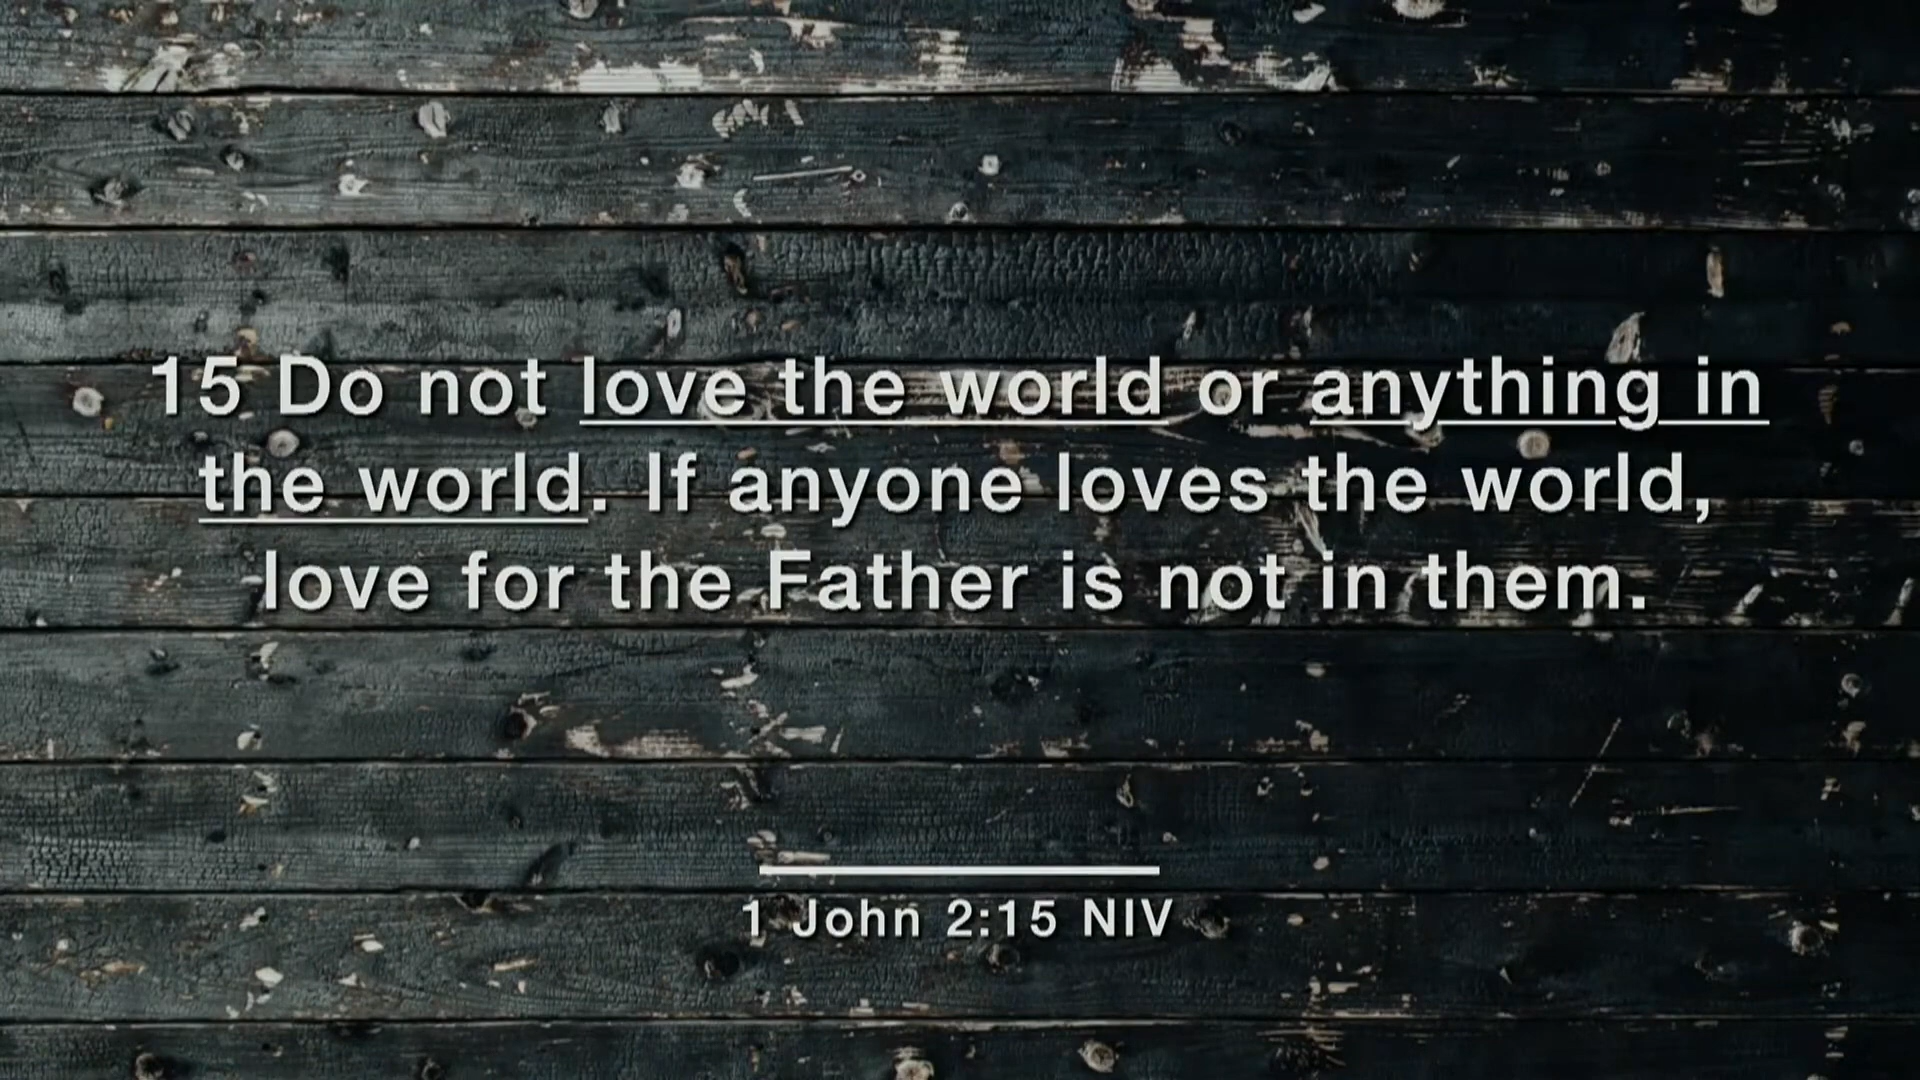 15 Do not love the world or anything in
the world. If anyone loves the world,
love for the Father is not in them.
1 John 2:15 NIV